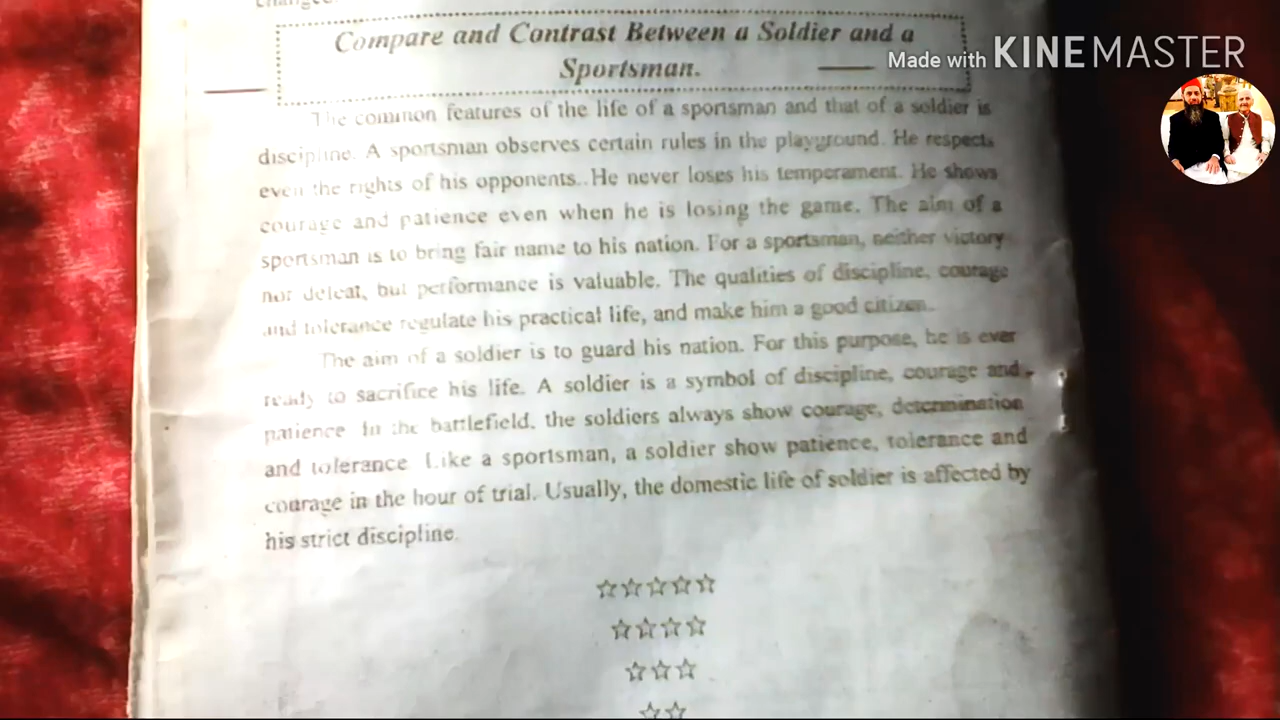 Compare and Contrast Between a Soldier and a
Sportsman.
Made with KINEMASTER
The common features of the life of a sportsman and that of a soldier is
discipline. A sportsman observes certain rules in the playground. He respects
even the rights of his opponents.. He never loses his temperament. He shows
courage and patience even when he is losing the game. The aim of a
sportsman is to bring fair name to his nation. For a sportsman, neither victory
nor defeat, but performance is valuable. The qualities of discipline, courage
and tolerance regulate his practical life, and make him a good citizen..
The aim of a soldier is to guard his nation. For this purpose, he is ever
ready to sacrifice his life. A soldier is a symbol of discipline, courage and
patience. In the battlefield, the soldiers always show courage, determination
and tolerance. Like a sportsman, a soldier show patience, tolerance and
courage in the hour of trial. Usually, the domestic life of soldier is affected by
his strict discipline.